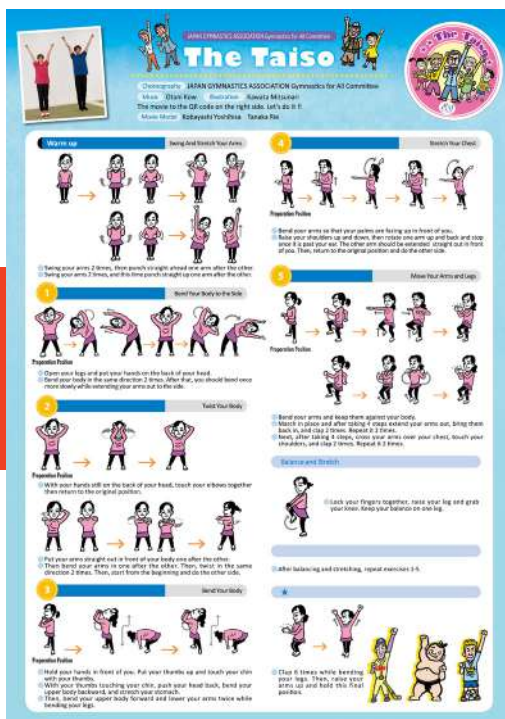 JAPAN GYMNASTICS ASSOCIATION Gymnastics for All Committee
The Taiso
Choreography JAPAN GYMNASTICS ASSOCIATION Gymnastics for All Committee
Music Otani Kow Illustration Kawata Mitsunari
The movie to the QR code on the right side. Let's do it !!
Movie Model Kobayashi Yoshihisa Tanaka Rie
The Taiso
Warm up
Swing And Stretch Your Arms
Swing your arms 2 times, then punch straight ahead one arm after the other.
Swing your arms 2 times, and this time punch straight up one arm after the other.
1
Bend Your Body to the Side
Preparation Position
Open your legs and put your hands on the back of your head.
Bend your body in the same direction 2 times. After that, you should bend once
more slowly while extending your arms out to the side.
2
Twist Your Body
Preparation Position
With your hands still on the back of your head, touch your elbows together
then return to the original position.
Put your arms straight out in front of your body one after the other.
Then bend your arms in one after the other. Then, twist in the same
direction 2 times. Then, start from the beginning and do the other side.
3
Bend Your Body
Preparation Position
Hold your hands in front of you. Put your thumbs up and touch your chin
with your thumbs.
With your thumbs touching your chin, push your head back, bend your
upper body backward, and stretch your stomach.
Then, bend your upper body forward and lower your arms twice while
bending your legs.
4
Stretch Your Chest
Preparation Position
Bend your arms so that your palms are facing up in front of you.
Raise your shoulders up and down, then rotate one arm up and back and stop
once it is past your ear. The other arm should be extended straight out in front
of you. Then, return to the original position and do the other side.
5
Move Your Arms and Legs
Preparation Position
Bend your arms and keep them against your body.
March in place and after taking 4 steps extend your arms out, bring them
back in, and clap 2 times. Repeat it 2 times.
Next, after taking 4 steps, cross your arms over your chest, touch your
shoulders, and clap 2 times. Repeat it 2 times.
Balance and Stretch
Lock your fingers together, raise your leg and grab
your knee. Keep your balance on one leg.
After balancing and stretching, repeat exercises 1-5.
★
Clap 6 times while bending
your legs. Then, raise your
arms up and hold this final
position.